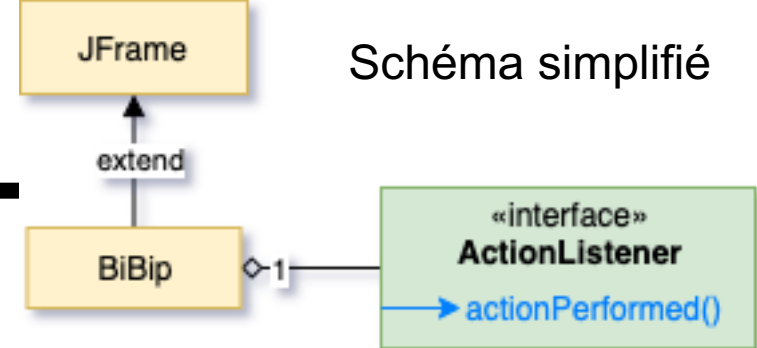 JFrame
Schéma simplifié
extend
«interface»
ActionListener
BiBip
1
actionPerformed()